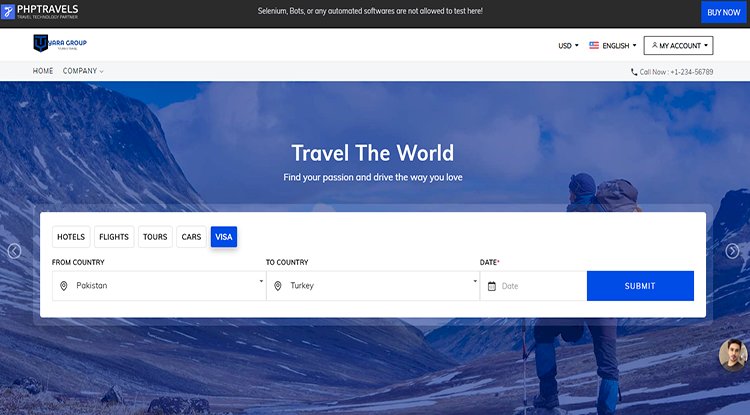 PHPTRAVELS
TRAVEL TECHNOLOGY PARTNER
Selenium, Bots, or any automated softwares are not allowed to test here!
BUY NOW
YARA GROUP
USD
ENGLISH
MY ACCOUNT
HOME COMPANY
Call Now : +1-234-56789
Travel The World
Find your passion and drive the way you love
HOTELS FLIGHTS TOURS CARS VISA
FROM COUNTRY TO COUNTRY DATE*
Pakistan Turkey Date SUBMIT